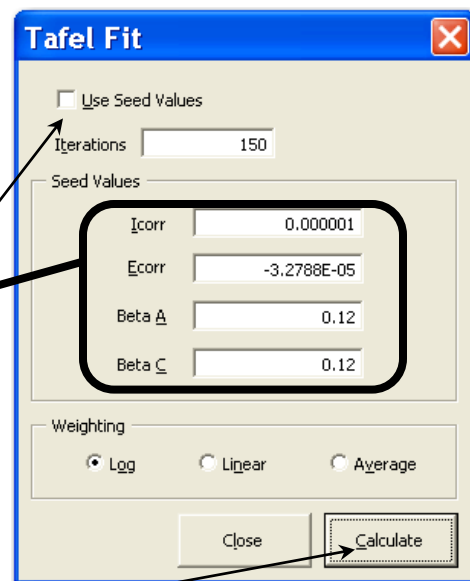 Tafel Fit
Use Seed Values
Iterations 150
Seed Values
Icorr 0.000001
Ecorr -3.2788E-05
Beta A 0.12
Beta C 0.12
Weighting
Log Linear Average
Close Calculate